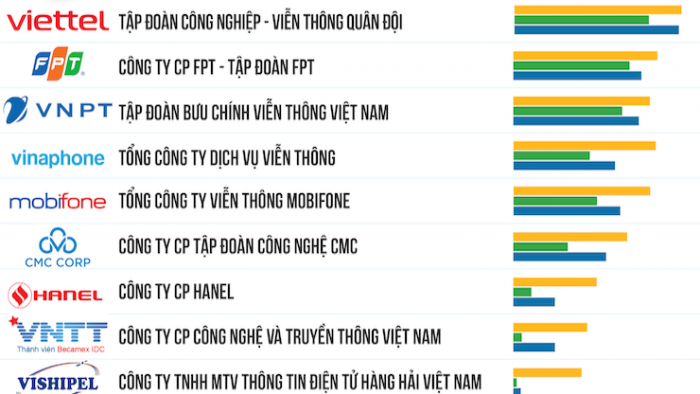 viettel TẬP ĐOÀN CÔNG NGHIỆP - VIỄN THÔNG QUÂN ĐỘI
FPT CÔNG TY CP FPT - TẬP ĐOÀN FPT
VNPT TẬP ĐOÀN BƯU CHÍNH VIỄN THÔNG VIỆT NAM
vinaphone TỔNG CÔNG TY DỊCH VỤ VIỄN THÔNG
mobifone TỔNG CÔNG TY VIỄN THÔNG MOBIFONE
CMC CORP CÔNG TY CP TẬP ĐOÀN CÔNG NGHỆ CMC
HANEL CÔNG TY CP HANEL
VNTT CÔNG TY CP CÔNG NGHỆ VÀ TRUYỀN THÔNG VIỆT NAM
Thành viên Becamex IDC
VISHIPEL CÔNG TY TNHH MTV THÔNG TIN ĐIỆN TỬ HÀNG HẢI VIỆT NAM